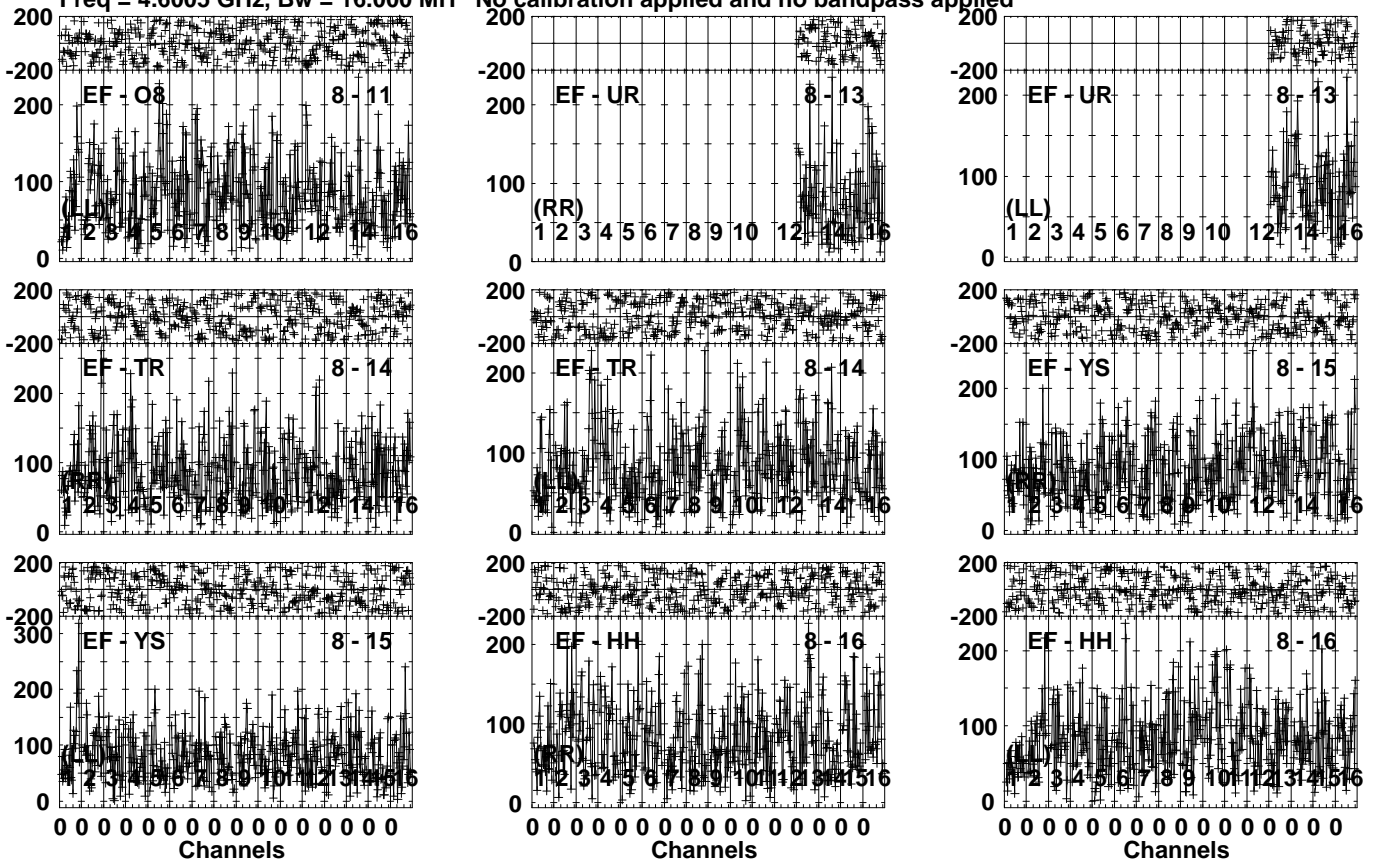 Freq = 4.6005 GHz, Bw = 16.000 MH No calibration applied and no bandpass applied
200 200 200
-200 -200 -200
EF - O8 8 - 11 EF - UR 8 - 13 EF - UR 8 - 13
200 200 200
100 100 100
(LL) (RR) (LL)
1 2 3 4 5 6 7 8 9 10 12 14 16 1 2 3 4 5 6 7 8 9 10 12 14 16 1 2 3 4 5 6 7 8 9 10 12 14 16
0 0 0
200 200 200
-200 -200 -200
EF - TR 8 - 14 EF - TR 8 - 14 EF - YS 8 - 15
200 200 200
100 100 100
(RR) (LL) (RR)
1 2 3 4 5 6 7 8 9 10 12 14 16 1 2 3 4 5 6 7 8 9 10 12 14 16 1 2 3 4 5 6 7 8 9 10 12 14 16
0 0 0
200 200 200
-200 -200 -200
300
EF - YS 8 - 15 EF - HH 8 - 16 EF - HH 8 - 16
200 200 200
100 100 100
(LL) (RR) (LL)
1 2 3 4 5 6 7 8 9 10 11 12 13 14 15 16 1 2 3 4 5 6 7 8 9 10 11 12 13 14 15 16 1 2 3 4 5 6 7 8 9 10 11 12 13 14 15 16
0 0 0
0 0 0 0 0 0 0 0 0 0 0 0 0 0 0 0 0 0 0 0 0 0 0 0 0 0 0 0 0 0 0 0 0 0 0 0 0 0 0 0 0 0 0 0 0 0 0 0
Channels Channels Channels